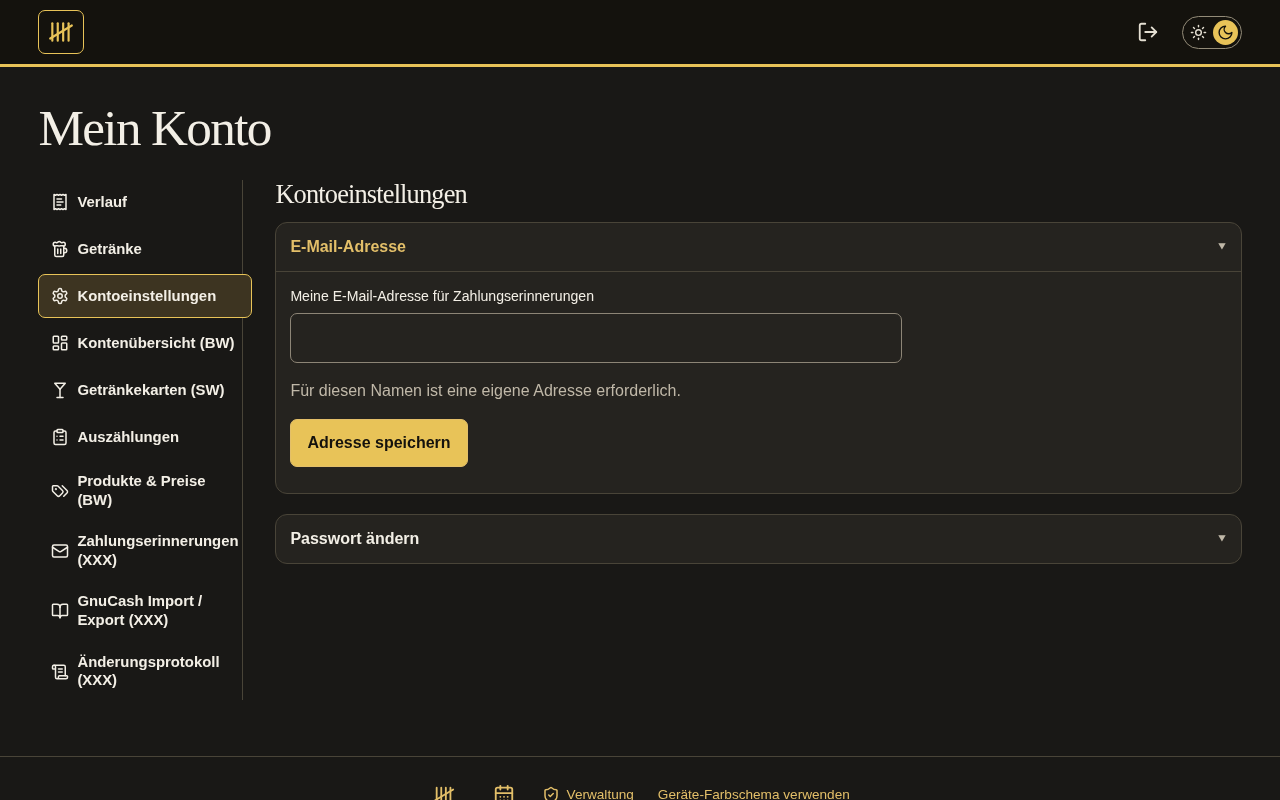 Mein Konto
Verlauf
Getränke
Kontoeinstellungen
Kontenübersicht (BW)
Getränkekarten (SW)
Auszählungen
Produkte & Preise
(BW)
Zahlungserinnerungen
(XXX)
GnuCash Import /
Export (XXX)
Änderungsprotokoll
(XXX)
Kontoeinstellungen
E-Mail-Adresse
Meine E-Mail-Adresse für Zahlungserinnerungen
Für diesen Namen ist eine eigene Adresse erforderlich.
Adresse speichern
Passwort ändern
Verwaltung
Geräte-Farbschema verwenden